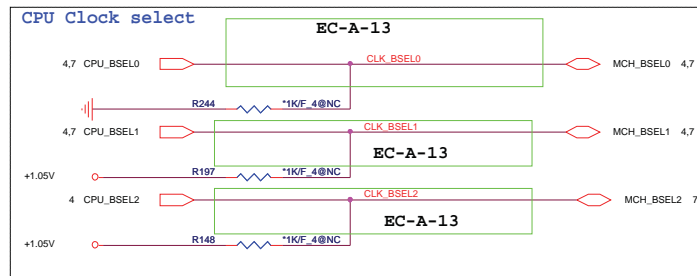 CPU Clock select
EC-A-13
4,7 CPU_BSEL0 CLK_BSEL0 MCH_BSEL0 4,7
R244 *1K/F_4@NC
4,7 CPU_BSEL1 CLK_BSEL1 MCH_BSEL1 4,7
EC-A-13
+1.05V R197 *1K/F_4@NC
4 CPU_BSEL2 CLK_BSEL2 MCH_BSEL2 7
EC-A-13
+1.05V R148 *1K/F_4@NC